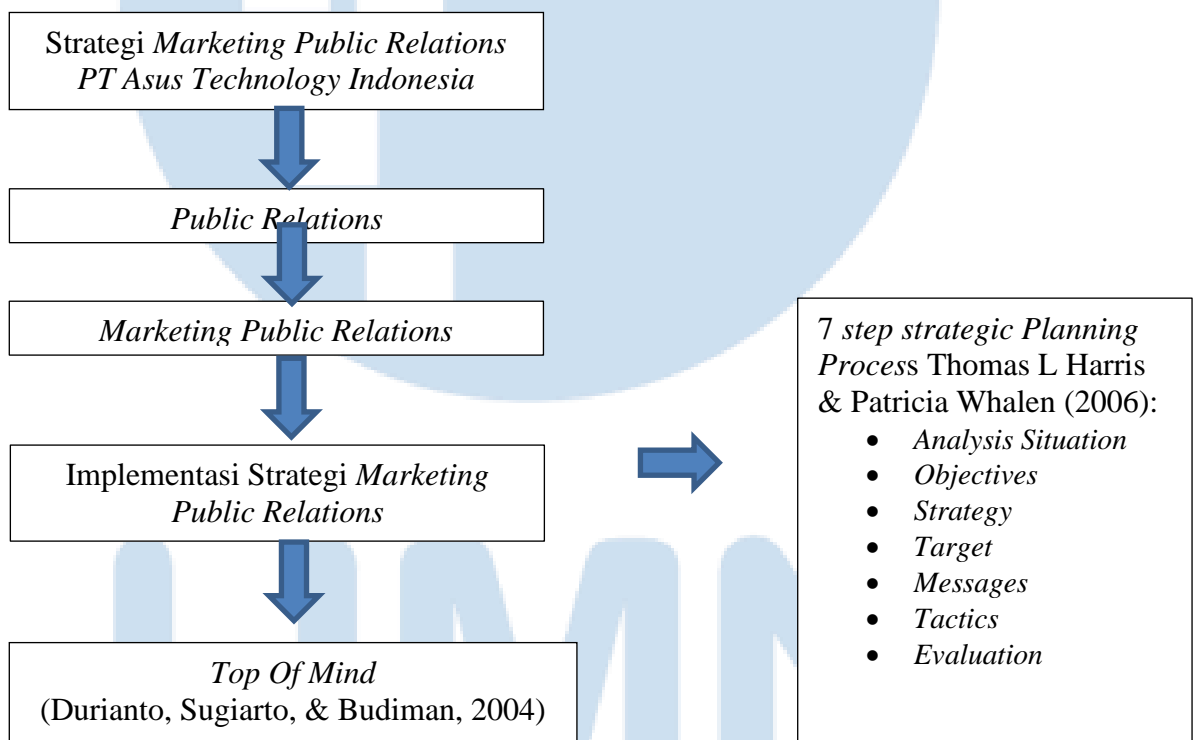 Strategi Marketing Public Relations
PT Asus Technology Indonesia
Public Relations
Marketing Public Relations
Implementasi Strategi Marketing
Public Relations
Top Of Mind
(Durianto, Sugiarto, & Budiman, 2004)
7 step strategic Planning
Process Thomas L Harris
& Patricia Whalen (2006):
• Analysis Situation
• Objectives
• Strategy
• Target
• Messages
• Tactics
• Evaluation